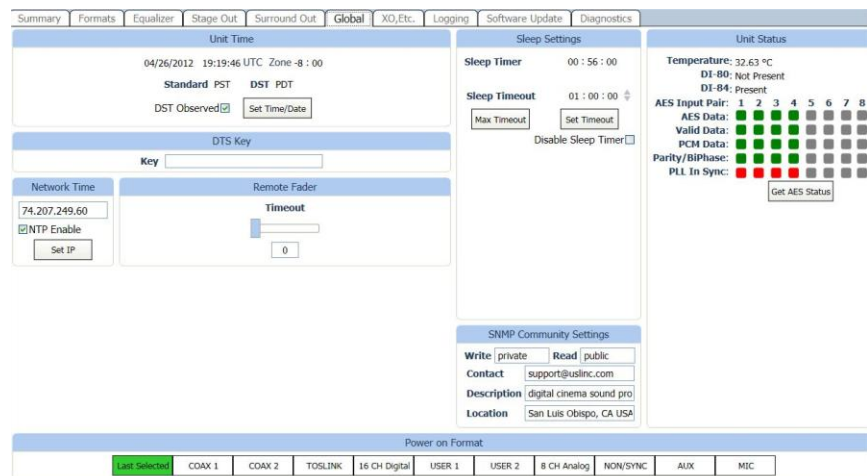 Summary Formats Equalizer Stage Out Surround Out Global XO,Etc. Logging Software Update Diagnostics
Unit Time
04/26/2012 19:19:46 UTC Zone -8 : 00
Standard PST DST PDT
DST Observed Set Time/Date
DTS Key
Key
Network Time
74.207.249.60
NTP Enable
Set IP
Remote Fader
Timeout
0
Sleep Settings
Sleep Timer 00 : 56 : 00
Sleep Timeout 01 : 00 : 00
Max Timeout Set Timeout
Disable Sleep Timer
SNMP Community Settings
Write private Read public
Contact support@uslinc.com
Description digital cinema sound pro
Location San Luis Obispo, CA USA
Unit Status
Temperature: 32.63 °C
DI-80: Not Present
DI-84: Present
AES Input Pair: 1 2 3 4 5 6 7 8
AES Data:
Valid Data:
PCM Data:
Parity/BiPhase:
PLL In Sync:
Get AES Status
Power on Format
Last Selected COAX 1 COAX 2 TOSLINK 16 CH Digital USER 1 USER 2 8 CH Analog NON/SYNC AUX MIC